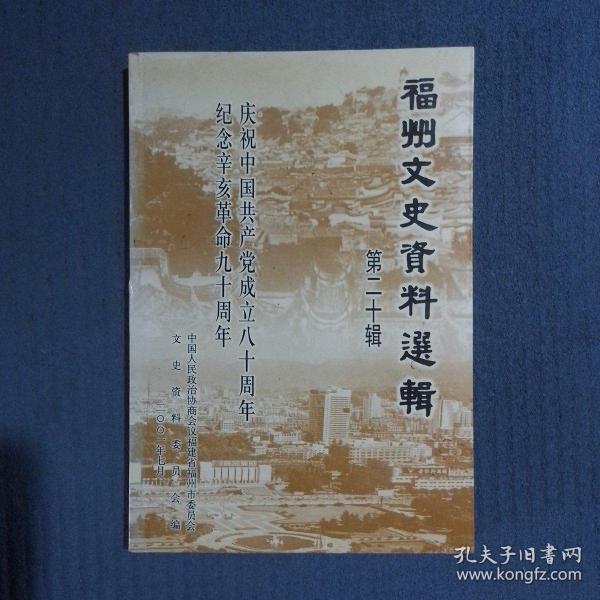 福州文史資料選輯
第二十辑
庆祝中国共产党成立八十周年
纪念辛亥革命九十周年
中国人民政治协商会议福建省福州市委员会
文史资料委员会编
二〇〇一年七月
孔夫子旧书网
www.kongfz.com